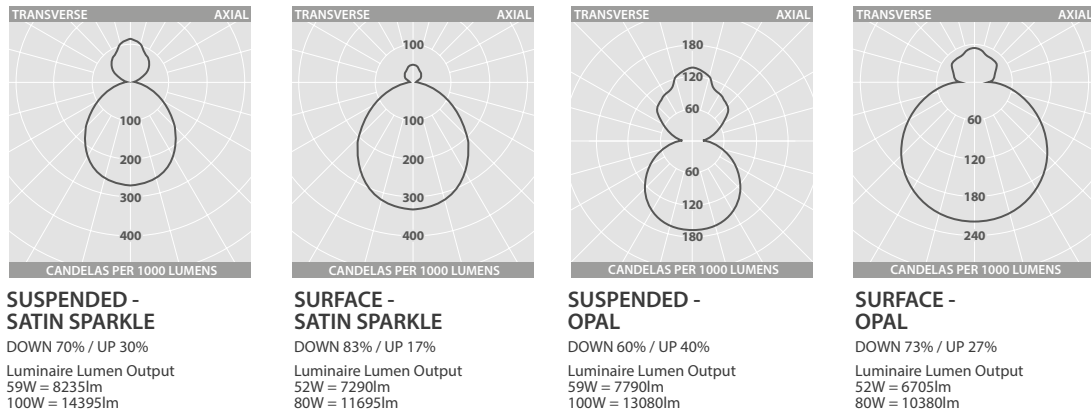 TRANSVERSE AXIAL
100
200
300
400
CANDELAS PER 1000 LUMENS
SUSPENDED -
SATIN SPARKLE
DOWN 70% / UP 30%
Luminaire Lumen Output
59W = 8235lm
100W = 14395lm
TRANSVERSE AXIAL
100
100
200
300
400
CANDELAS PER 1000 LUMENS
SURFACE -
SATIN SPARKLE
DOWN 83% / UP 17%
Luminaire Lumen Output
52W = 7290lm
80W = 11695lm
TRANSVERSE AXIAL
180
120
60
60
120
180
CANDELAS PER 1000 LUMENS
SUSPENDED -
OPAL
DOWN 60% / UP 40%
Luminaire Lumen Output
59W = 7790lm
100W = 13080lm
TRANSVERSE AXIAL
60
120
180
240
CANDELAS PER 1000 LUMENS
SURFACE -
OPAL
DOWN 73% / UP 27%
Luminaire Lumen Output
52W = 6705lm
80W = 10380lm